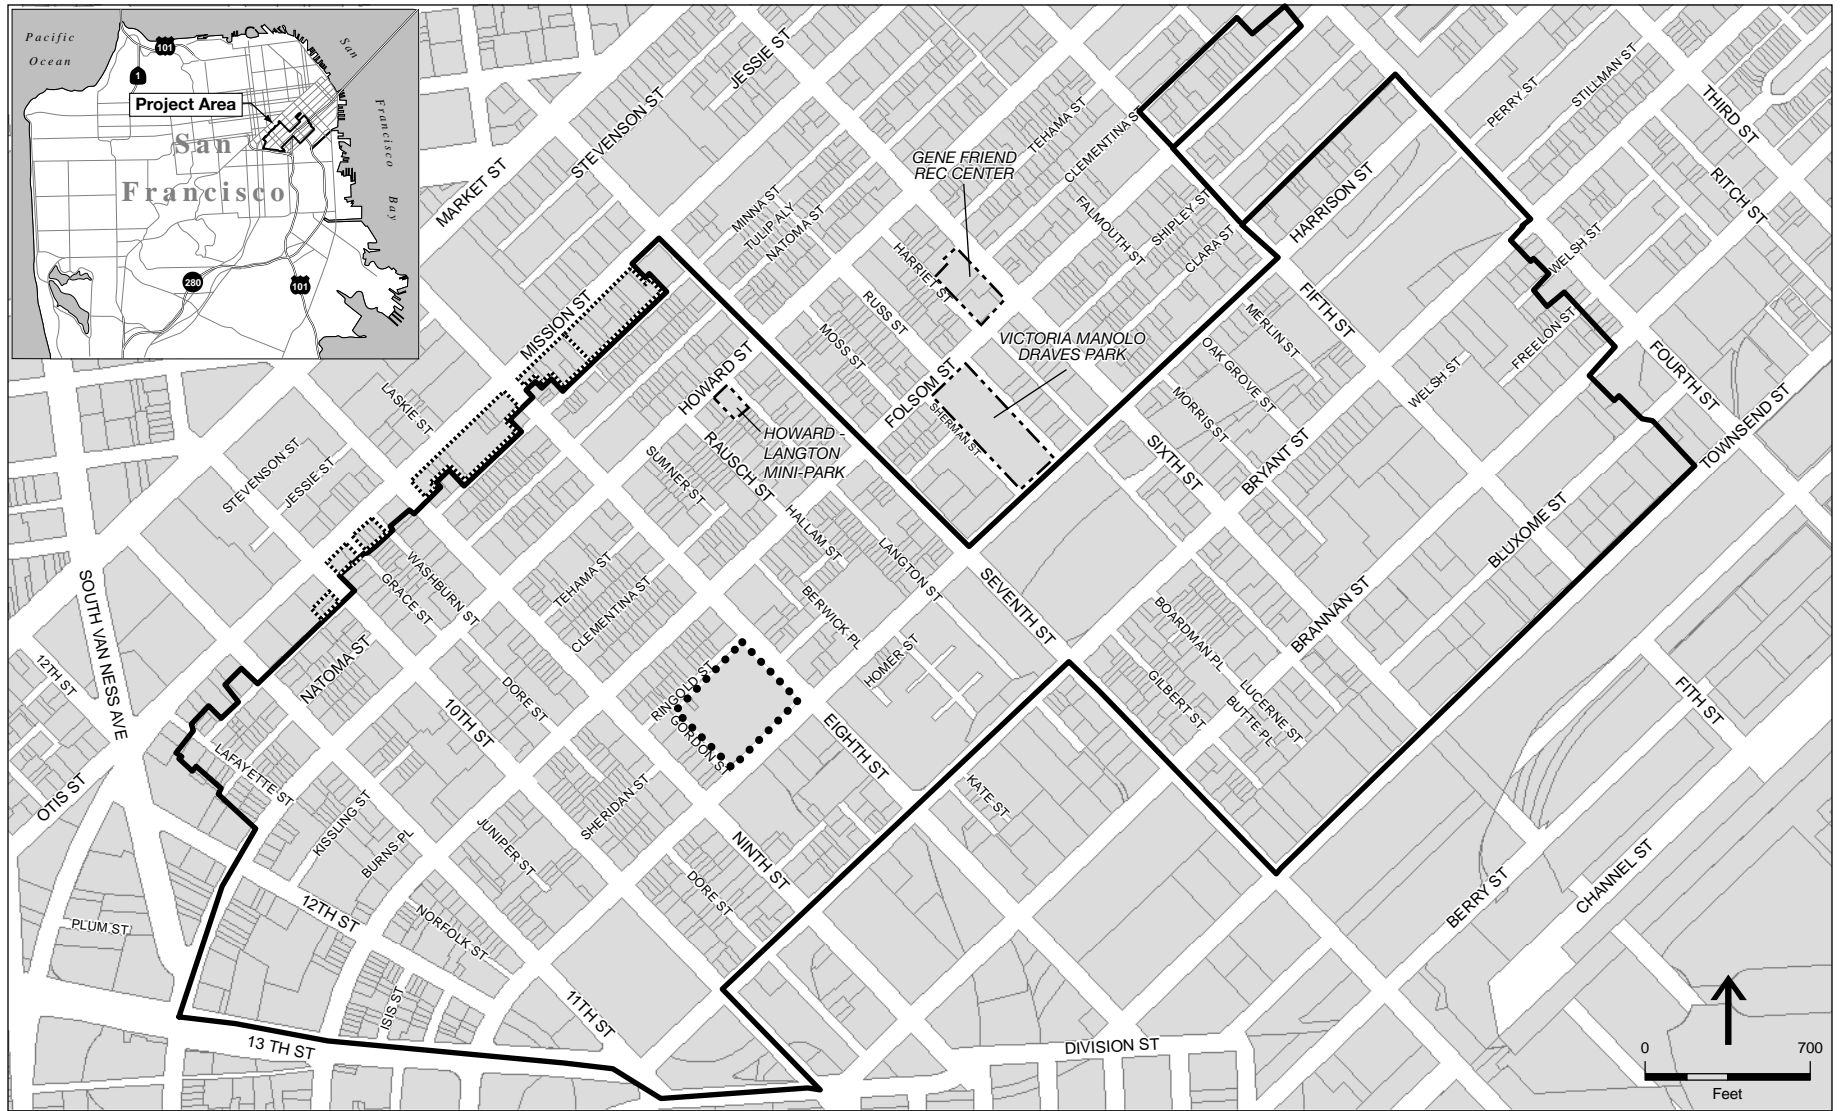 Pacific
Ocean
101
1
San
Project Area
San
Francisco
Francisco
Bay
280
101
JESSIE ST
STEVENSON ST
MARKET ST
TEHAMA ST
CLEMENTINA ST
PERRY ST
STILLMAN ST
THIRD ST
RITCH ST
GENE FRIEND
REC CENTER
MINNA ST
TULIP ALY
NATOMA ST
FALMOUTH ST
SHIPLEY ST
CLARA ST
HARRISON ST
WELSH ST
HARRIET ST
RUSS ST
MOSS ST
FIFTH ST
MERLIN ST
OAK GROVE ST
MORRIS ST
FREELON ST
WELSH ST
FOURTH ST
TOWNSEND ST
MISSION ST
VICTORIA MANOLO
DRAVES PARK
HOWARD ST
FOLSOM ST
SHERMAN ST
LASKIE ST
HOWARD -
LANGTON
MINI-PARK
RAUSCH ST
SUMNER ST
SIXTH ST
BRYANT ST
STEVENSON ST
JESSIE ST
HALLAM ST
LANGTON ST
BLUXOME ST
SOUTH VAN NESS AVE
WASHBURN ST
GRACE ST
TEHAMA ST
CLEMENTINA ST
BERWICK PL
SEVENTH ST
BOARDMAN PL
BRANNAN ST
12TH ST
NATOMA ST
DORE ST
RINGOLD ST
GORDON ST
HOMER ST
GILBERT ST
LUCERNE ST
BUTTE PL
FITH ST
10TH ST
EIGHTH ST
OTIS ST
LAFAYETTE ST
KISSLING ST
BURNS PL
JUNIPER ST
SHERIDAN ST
NINTH ST
KATE ST
DORE ST
PLUM ST
12TH ST
NORFOLK ST
BERRY ST
CHANNEL ST
ISIS ST
11TH ST
13 TH ST
DIVISION ST
0
700
Feet